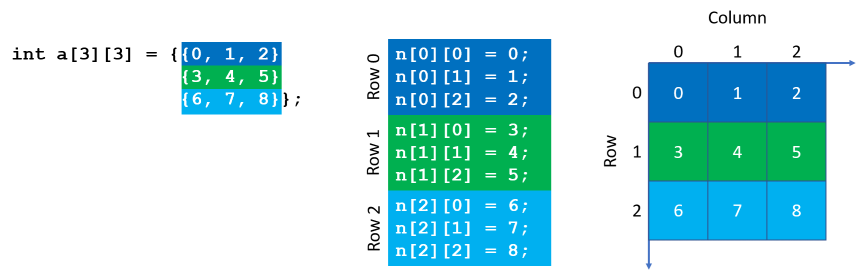 int a[3][3] = {{0, 1, 2}
{3, 4, 5}
{6, 7, 8}};
Row 0
n[0][0] = 0;
n[0][1] = 1;
n[0][2] = 2;
Row 1
n[1][0] = 3;
n[1][1] = 4;
n[1][2] = 5;
Row 2
n[2][0] = 6;
n[2][1] = 7;
n[2][2] = 8;
Column
0 1 2
Row
0 0 1 2
1 3 4 5
2 6 7 8